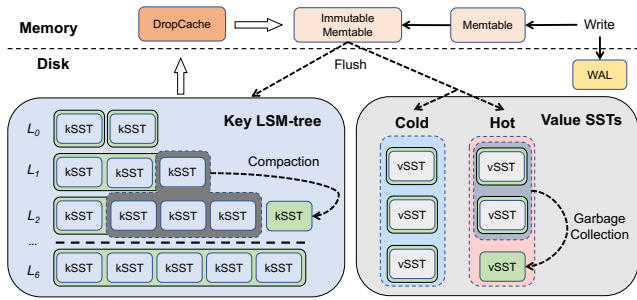 Memory
DropCache
Immutable
Memtable
Memtable
Write
Disk
Flush
WAL
Key LSM-tree
L0
kSST kSST
L1
kSST kSST kSST
Compaction
L2
kSST kSST kSST kSST kSST
...
L6
kSST kSST kSST kSST kSST
Value SSTs
Cold Hot
vSST vSST
vSST vSST
Garbage
Collection
vSST vSST